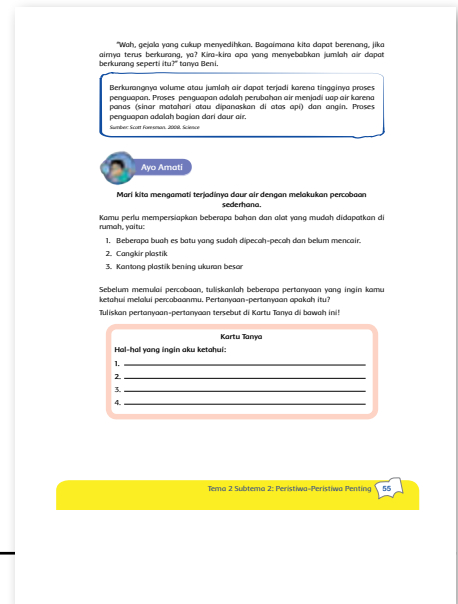 "Wah, gejala yang cukup menyedihkan. Bagaimana kita dapat berenang, jika
airnya terus berkurang, ya? Kira-kira apa yang menyebabkan jumlah air dapat
berkurang seperti itu?" tanya Beni.
Berkurangnya volume atau jumlah air dapat terjadi karena tingginya proses
penguapan. Proses penguapan adalah perubahan air menjadi uap air karena
panas (sinar matahari atau dipanaskan di atas api) dan angin. Proses
penguapan adalah bagian dari daur air.
Sumber: Scott Foresman. 2008. Science
Ayo Amati
Mari kita mengamati terjadinya daur air dengan melakukan percobaan
sederhana.
Kamu perlu mempersiapkan beberapa bahan dan alat yang mudah didapatkan di
rumah, yaitu:
1. Beberapa buah es batu yang sudah dipecah-pecah dan belum mencair.
2. Cangkir plastik
3. Kantong plastik bening ukuran besar
Sebelum memulai percobaan, tuliskanlah beberapa pertanyaan yang ingin kamu
ketahui melalui percobaanmu. Pertanyaan-pertanyaan apakah itu?
Tuliskan pertanyaan-pertanyaan tersebut di Kartu Tanya di bawah ini!
Kartu Tanya
Hal-hal yang ingin aku ketahui:
1.
2.
3.
4.
Tema 2 Subtema 2: Peristiwa-Peristiwa Penting 55